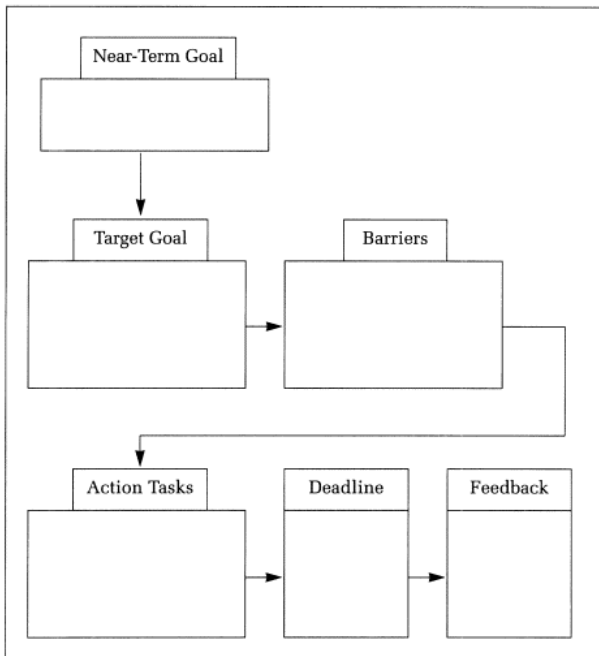 Near-Term Goal
Target Goal
Barriers
Action Tasks
Deadline
Feedback